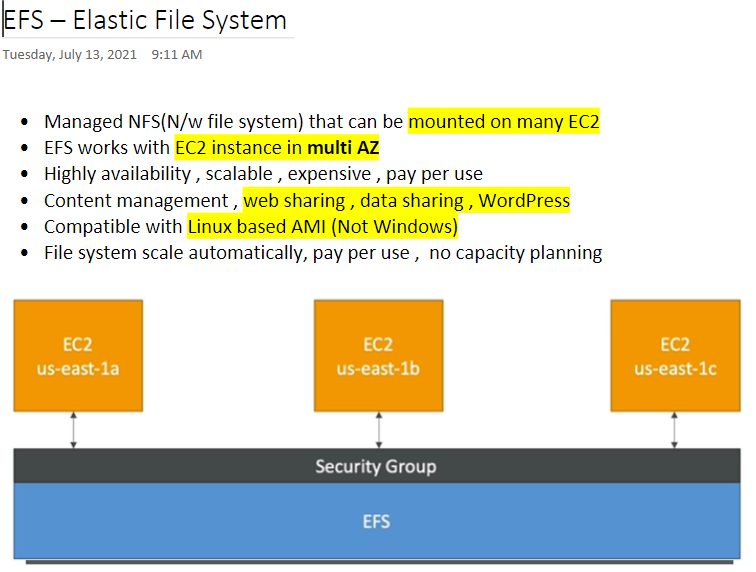 EFS – Elastic File System
Tuesday, July 13, 2021 9:11 AM
• Managed NFS(N/w file system) that can be mounted on many EC2
• EFS works with EC2 instance in multi AZ
• Highly availability , scalable , expensive , pay per use
• Content management , web sharing , data sharing , WordPress
• Compatible with Linux based AMI (Not Windows)
• File system scale automatically, pay per use , no capacity planning
EC2
us-east-1a
EC2
us-east-1b
EC2
us-east-1c
Security Group
EFS